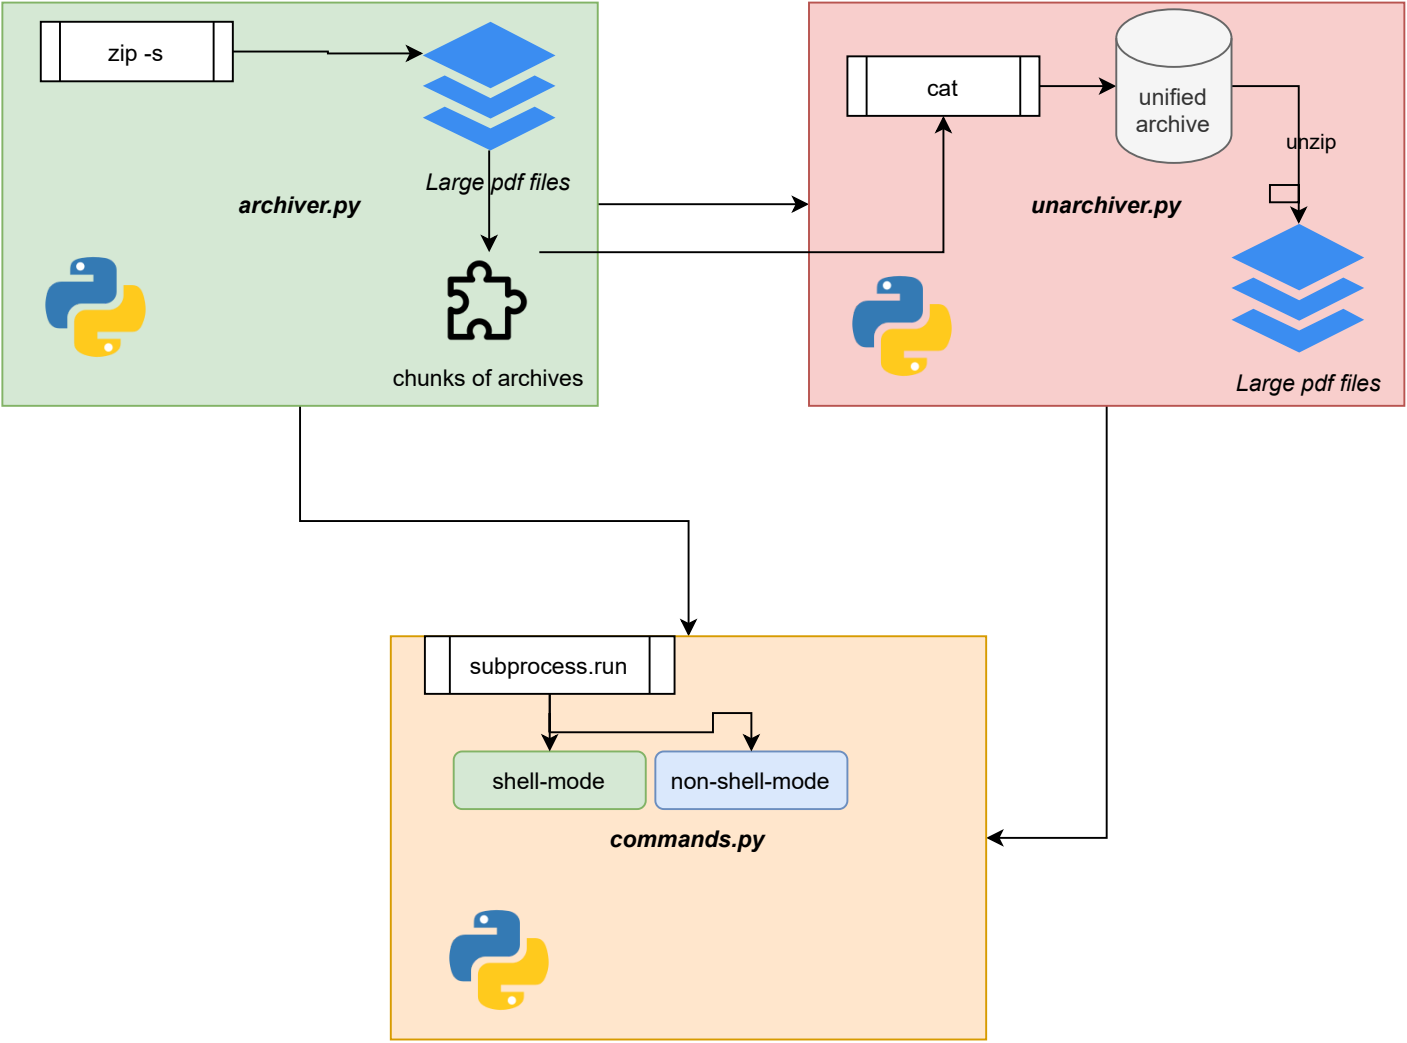 zip -s
Large pdf files
archiver.py
chunks of archives
cat
unified
archive
unzip
unarchiver.py
Large pdf files
subprocess.run
shell-mode
non-shell-mode
commands.py